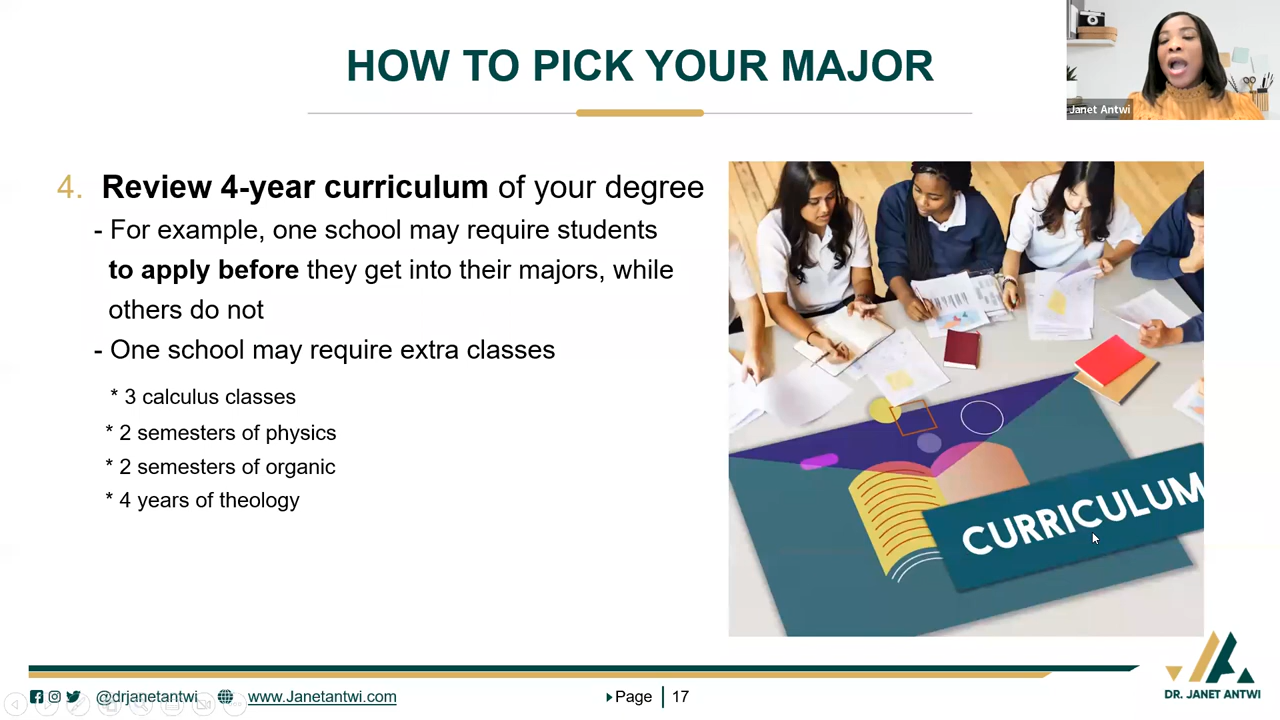 HOW TO PICK YOUR MAJOR
Janet Antwi
4. Review 4-year curriculum of your degree
- For example, one school may require students
to apply before they get into their majors, while
others do not
- One school may require extra classes
* 3 calculus classes
* 2 semesters of physics
* 2 semesters of organic
* 4 years of theology
CURRICULUM
@drjanetantwi
www.Janetantwi.com
Page 17
DR. JANET ANTWI